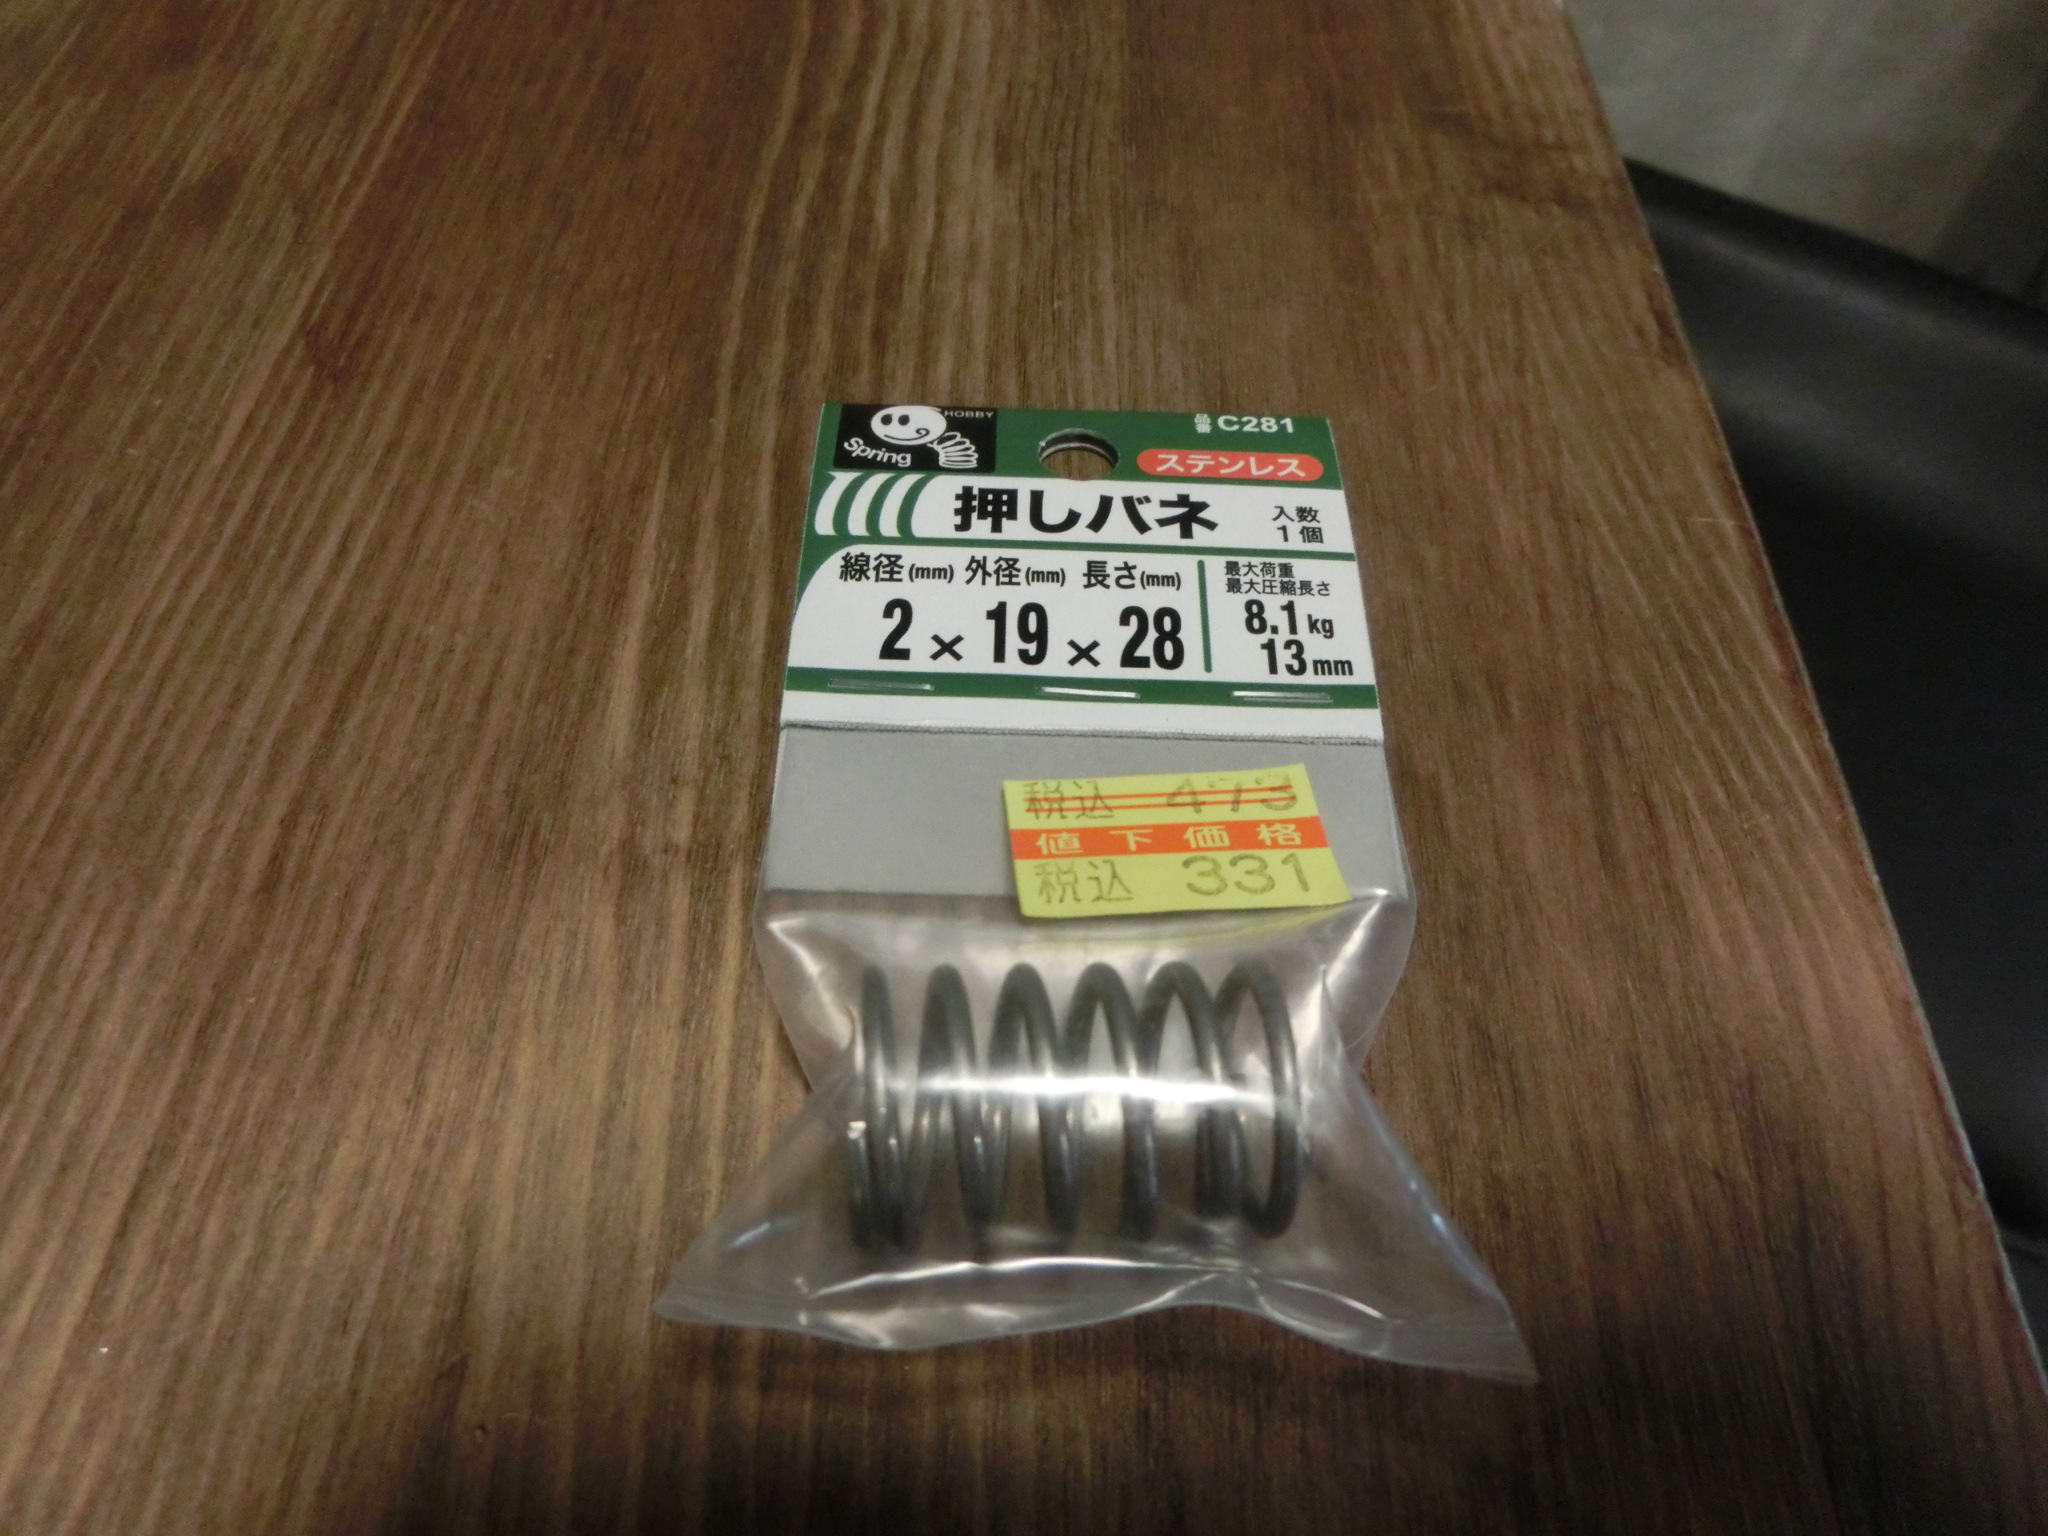 HOBBY
Spring
品番 C281
ステンレス
押しバネ
入数
1個
線径(mm) 外径(mm) 長さ(mm)
2×19×28
最大荷重
最大圧縮長さ
8.1kg
13mm
税込 473
値下価格
税込 331